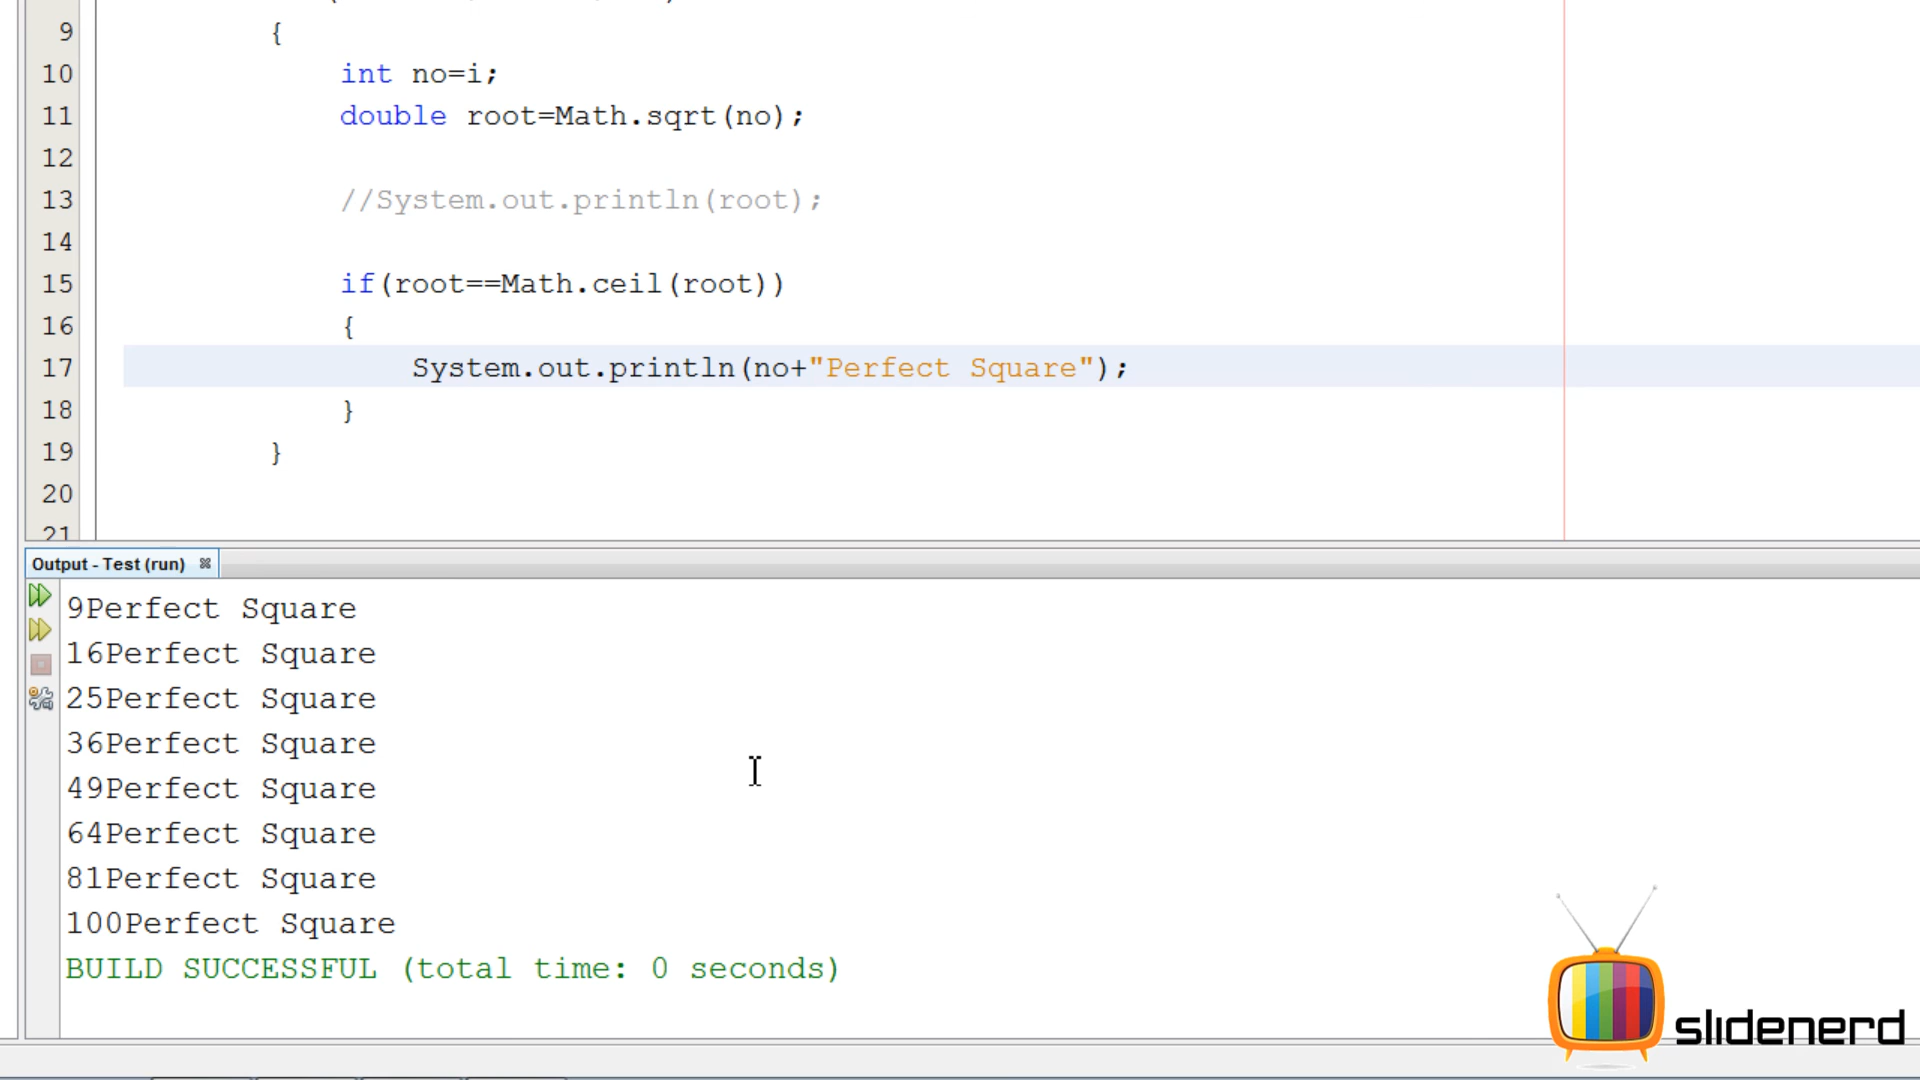 9 {
10 int no=i;
11 double root=Math.sqrt(no);
12
13 //System.out.println(root);
14
15 if(root==Math.ceil(root))
16 {
17 System.out.println(no+"Perfect Square");
18 }
19 }
20
21
Output - Test (run)
9Perfect Square
16Perfect Square
25Perfect Square
36Perfect Square
49Perfect Square
64Perfect Square
81Perfect Square
100Perfect Square
BUILD SUCCESSFUL (total time: 0 seconds)
slidenerd